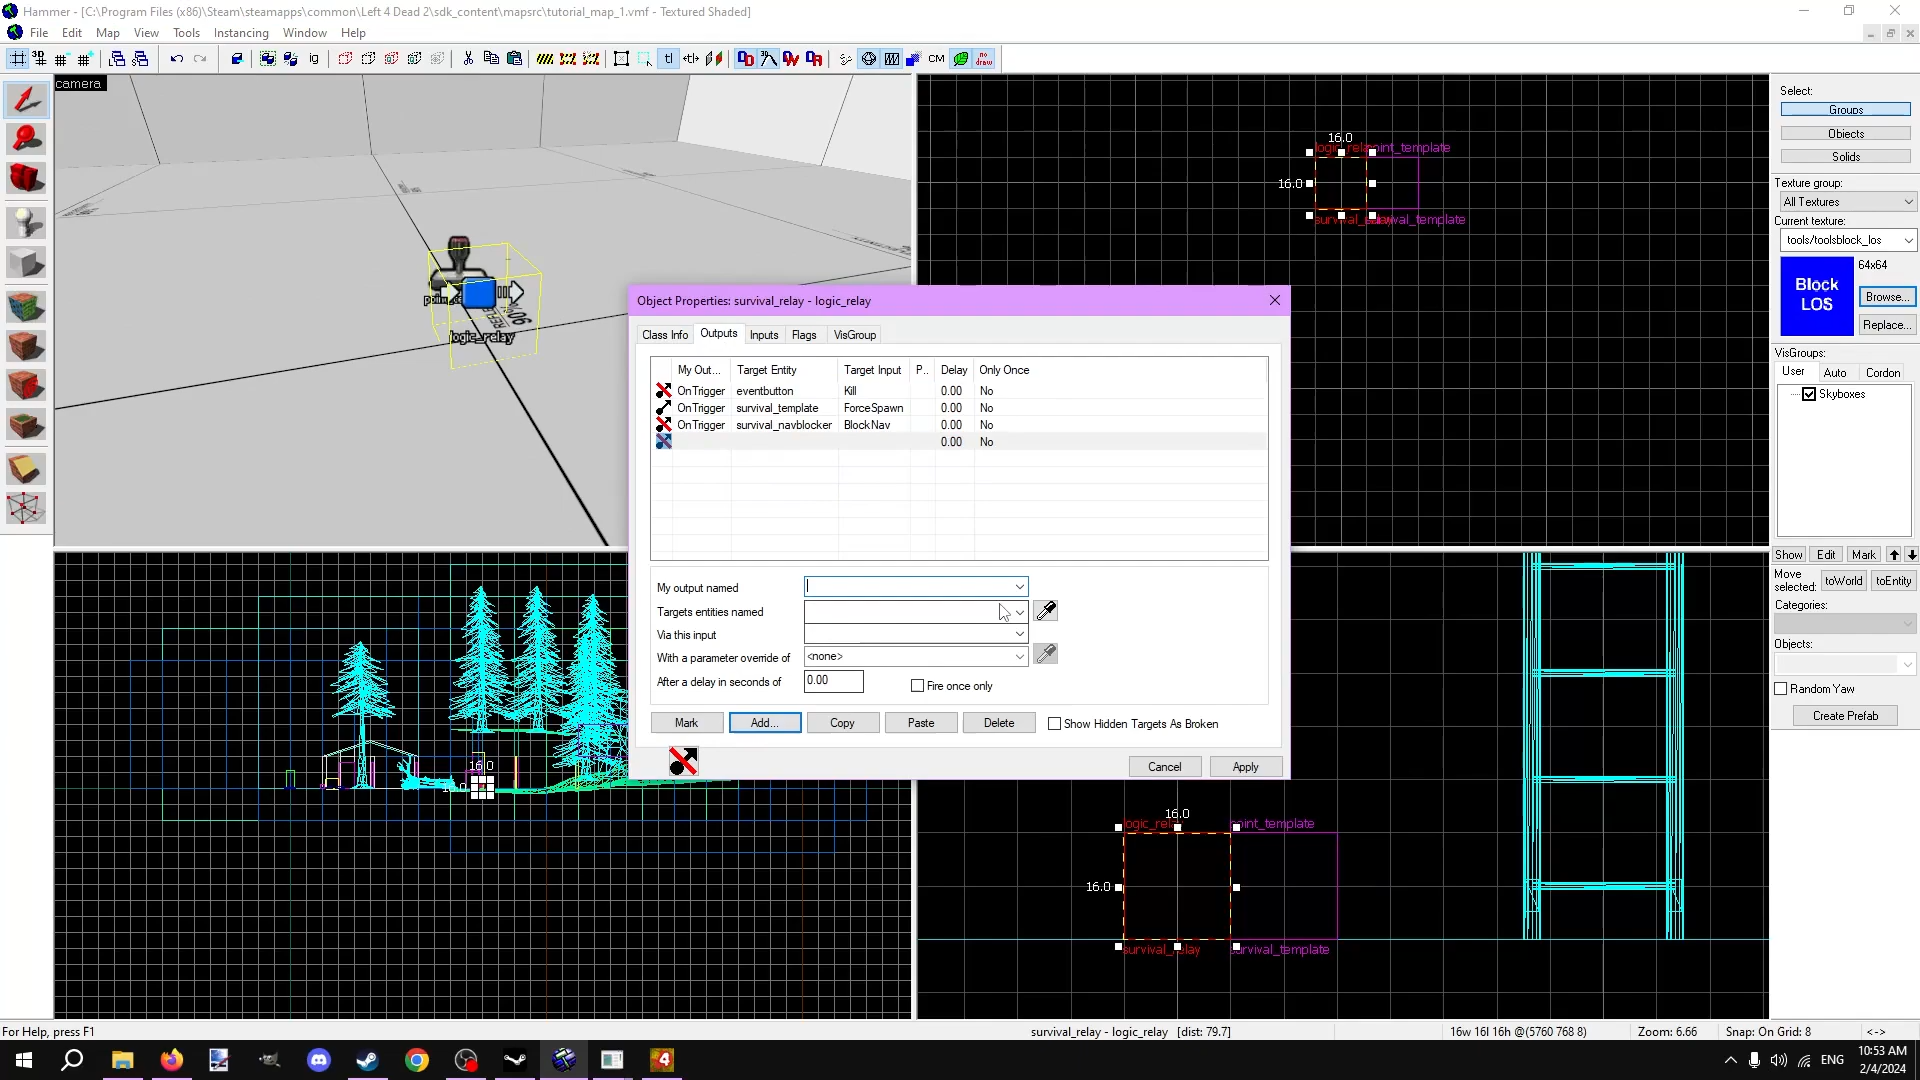 Hammer - [C:\Program Files (x86)\Steam\steamapps\common\Left 4 Dead 2\sdk_content\mapsrc\tutorial_map_1.vmf - Textured Shaded]
File Edit Map View Tools Instancing Window Help
3D ig tl CM no draw
camera
logic_relay
Select:
Groups
Objects
Solids
Texture group:
All Textures
Current texture:
tools/toolsblock_los
64x64
Block
LOS
Browse...
Replace...
VisGroups:
User Auto Cordon
Skyboxes
Show Edit Mark
Move
selected:
toWorld toEntity
Categories:
Objects:
Random Yaw
Create Prefab
16.0
16.0
Object Properties: survival_relay - logic_relay
Class Info Outputs Inputs Flags VisGroup
My Out... Target Entity Target Input P.. Delay Only Once
OnTrigger eventbutton Kill 0.00 No
OnTrigger survival_template ForceSpawn 0.00 No
OnTrigger survival_navblocker BlockNav 0.00 No
0.00 No
My output named
Targets entities named
Via this input
With a parameter override of <none>
After a delay in seconds of 0.00 Fire once only
Mark Add... Copy Paste Delete Show Hidden Targets As Broken
Cancel Apply
16.0
16.0
point_template
16.0
survival_relay
For Help, press F1
survival_relay - logic_relay [dist: 79.7]
16w 16l 16h @(5760 768 8)
Zoom: 6.66
Snap: On Grid: 8
<->
ENG
10:53 AM
2/4/2024